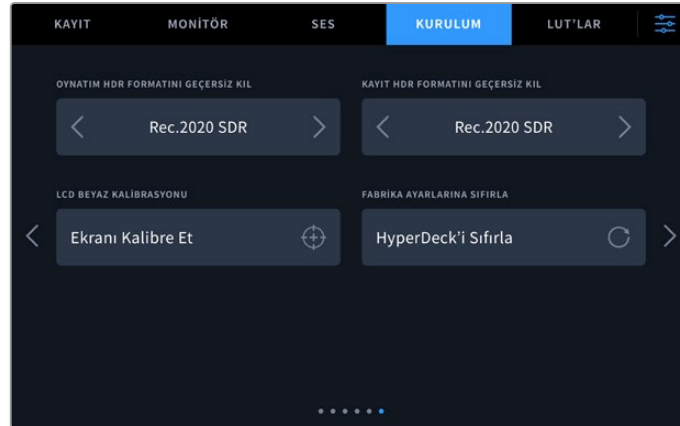 KAYIT MONİTÖR SES KURULUM LUT'LAR
OYNATIM HDR FORMATINI GEÇERSİZ KIL
Rec.2020 SDR
KAYIT HDR FORMATINI GEÇERSİZ KIL
Rec.2020 SDR
LCD BEYAZ KALİBRASYONU
Ekranı Kalibre Et
FABRİKA AYARLARINA SIFIRLA
HyperDeck'i Sıfırla